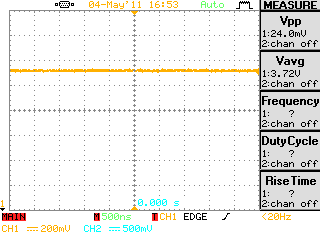 04-May'11 16:53 Auto MEASURE
Vpp
1:24.0mV
2:chan off
Vavg
1:3.72V
2:chan off
Frequency
1: ?
2:chan off
DutyCycle
1: ?
2:chan off
RiseTime
1: ?
2:chan off
1
0.000 s
MAIN M 500ns T CH1 EDGE <20Hz
CH1 200mV CH2 500mV